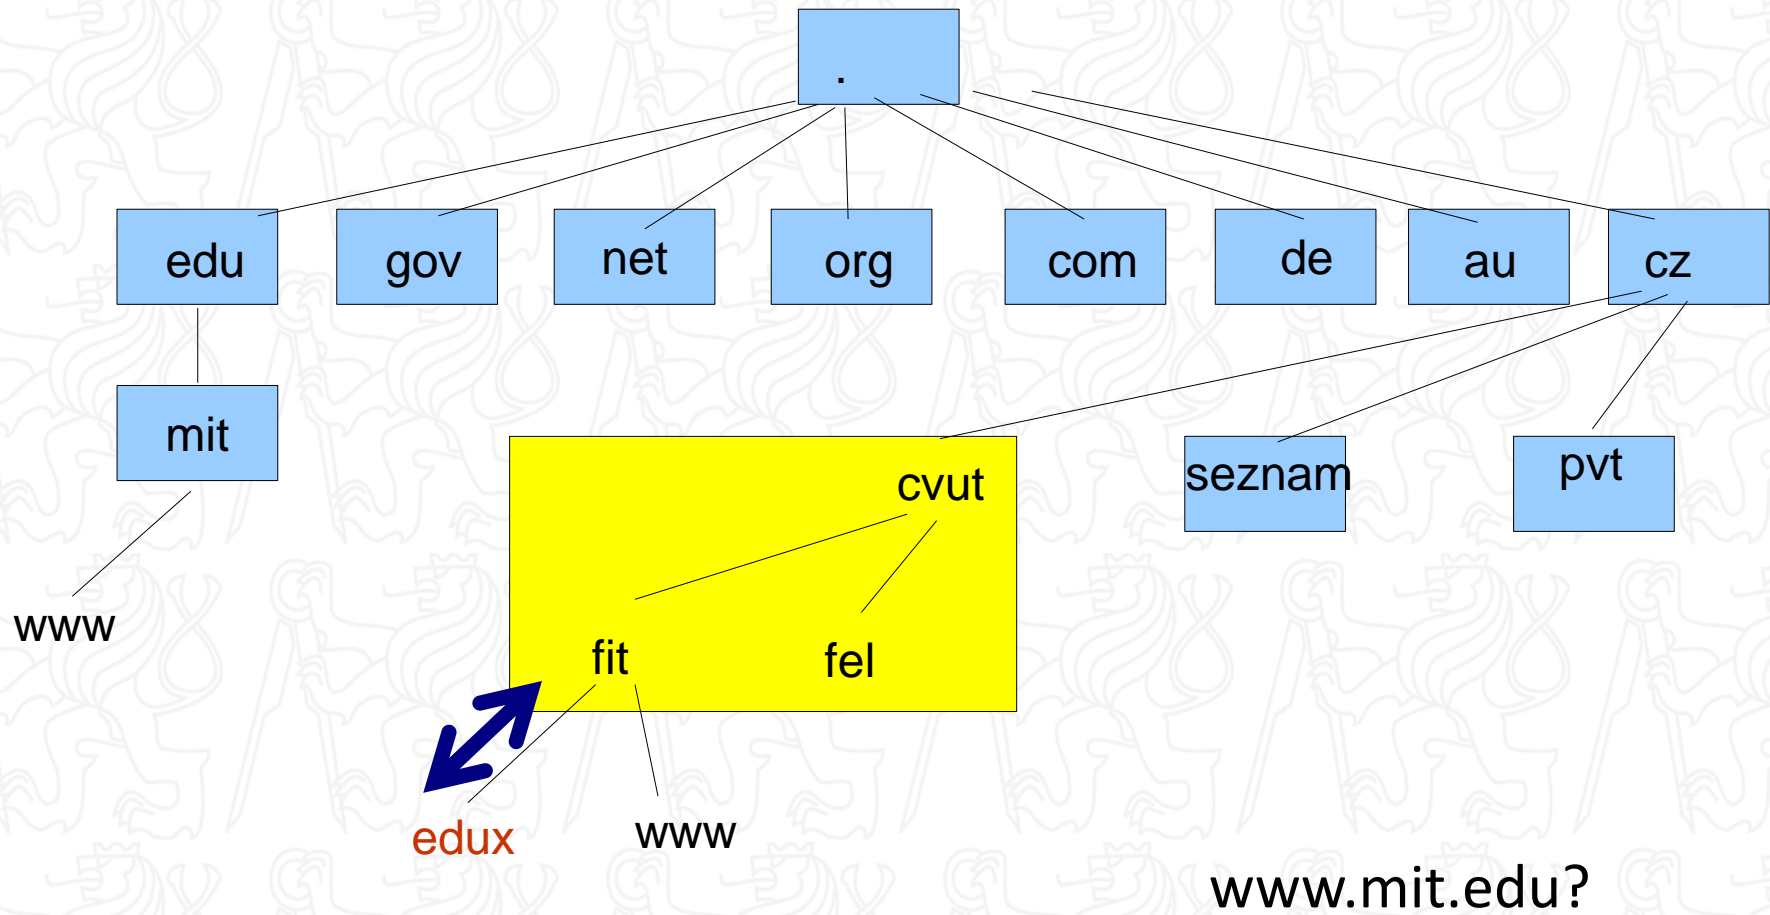 .
edu gov net org com de au cz
mit
cvut seznam pvt
www
fit fel
edux www
www.mit.edu?